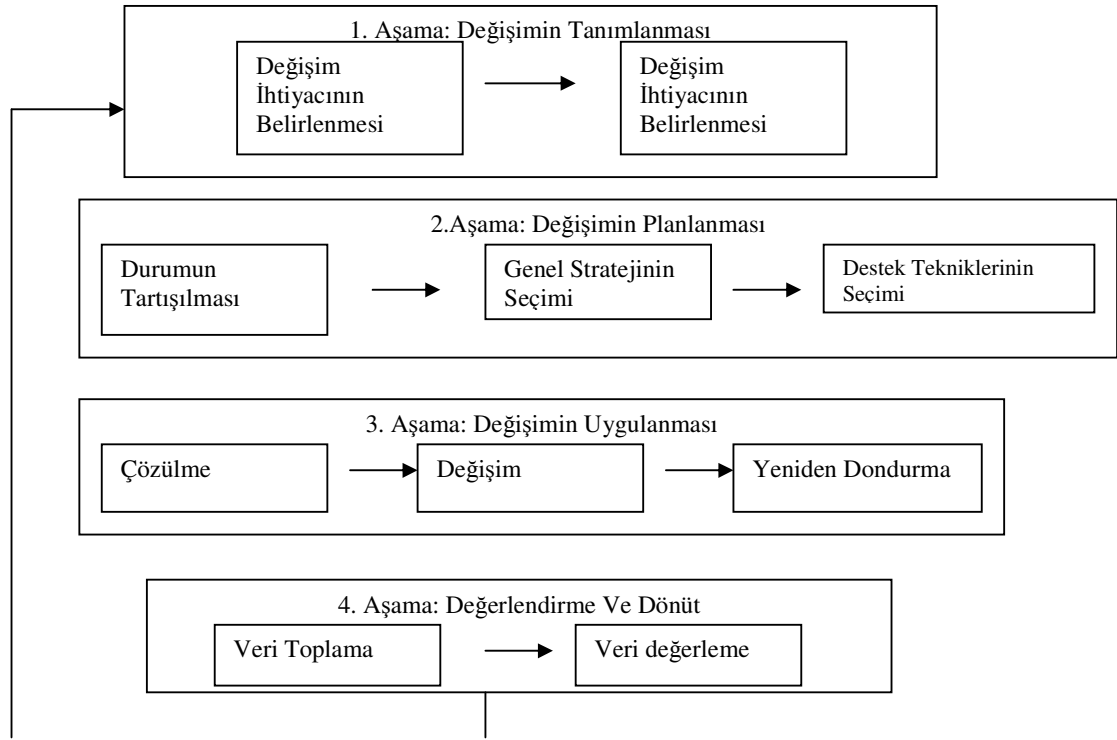 1. Aşama: Değişimin Tanımlanması
Değişim
İhtiyacının
Belirlenmesi
Değişim
İhtiyacının
Belirlenmesi
2.Aşama: Değişimin Planlanması
Durumun
Tartışılması
Genel Stratejinin
Seçimi
Destek Tekniklerinin
Seçimi
3. Aşama: Değişimin Uygulanması
Çözülme
Değişim
Yeniden Dondurma
4. Aşama: Değerlendirme Ve Dönüt
Veri Toplama
Veri değerleme